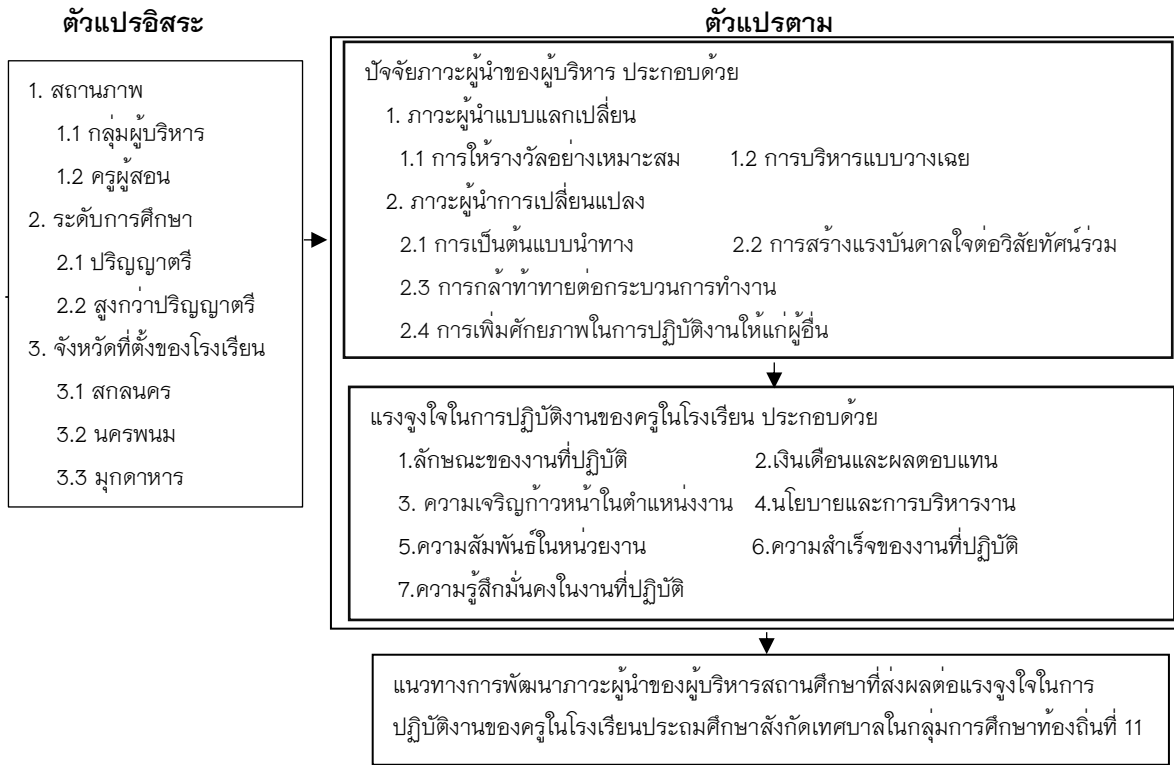 ตัวแปรอิสระ
1. สถานภาพ
1.1 กลุ่มผู้บริหาร
1.2 ครูผู้สอน
2. ระดับการศึกษา
2.1 ปริญญาตรี
2.2 สูงกว่าปริญญาตรี
3. จังหวัดที่ตั้งของโรงเรียน
3.1 สกลนคร
3.2 นครพนม
3.3 มุกดาหาร
ตัวแปรตาม
ปัจจัยภาวะผู้นำของผู้บริหาร ประกอบด้วย
1. ภาวะผู้นำแบบแลกเปลี่ยน
1.1 การให้รางวัลอย่างเหมาะสม 1.2 การบริหารแบบวางเฉย
2. ภาวะผู้นำการเปลี่ยนแปลง
2.1 การเป็นต้นแบบนำทาง 2.2 การสร้างแรงบันดาลใจต่อวิสัยทัศน์ร่วม
2.3 การกล้าท้าทายต่อกระบวนการทำงาน
2.4 การเพิ่มศักยภาพในการปฏิบัติงานให้แก่ผู้อื่น
แรงจูงใจในการปฏิบัติงานของครูในโรงเรียน ประกอบด้วย
1.ลักษณะของงานที่ปฏิบัติ 2.เงินเดือนและผลตอบแทน
3. ความเจริญก้าวหน้าในตำแหน่งงาน 4.นโยบายและการบริหารงาน
5.ความสัมพันธ์ในหน่วยงาน 6.ความสำเร็จของงานที่ปฏิบัติ
7.ความรู้สึกมั่นคงในงานที่ปฏิบัติ
แนวทางการพัฒนาภาวะผู้นำของผู้บริหารสถานศึกษาที่ส่งผลต่อแรงจูงใจในการ
ปฏิบัติงานของครูในโรงเรียนประถมศึกษาสังกัดเทศบาลในกลุ่มการศึกษาท้องถิ่นที่ 11